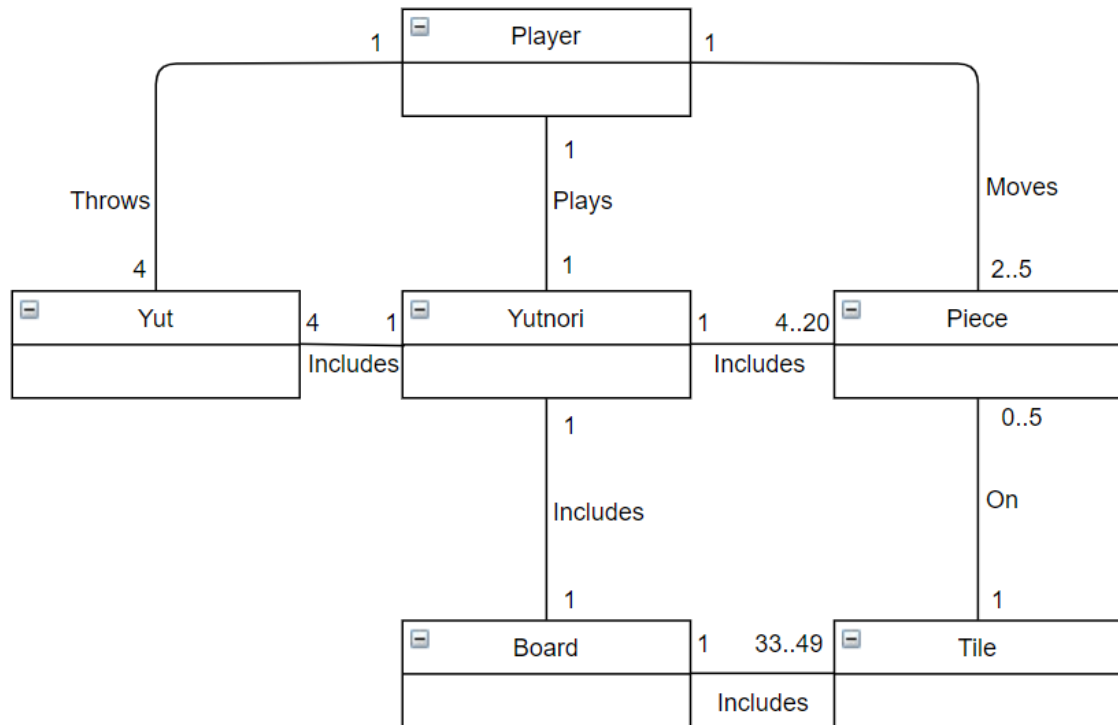 Player
1
1
1
Throws
Plays
Moves
4
1
2..5
Yut
4
1
Yutnori
1
4..20
Piece
Includes
Includes
1
0..5
Includes
On
1
1
Board
1
33..49
Tile
Includes